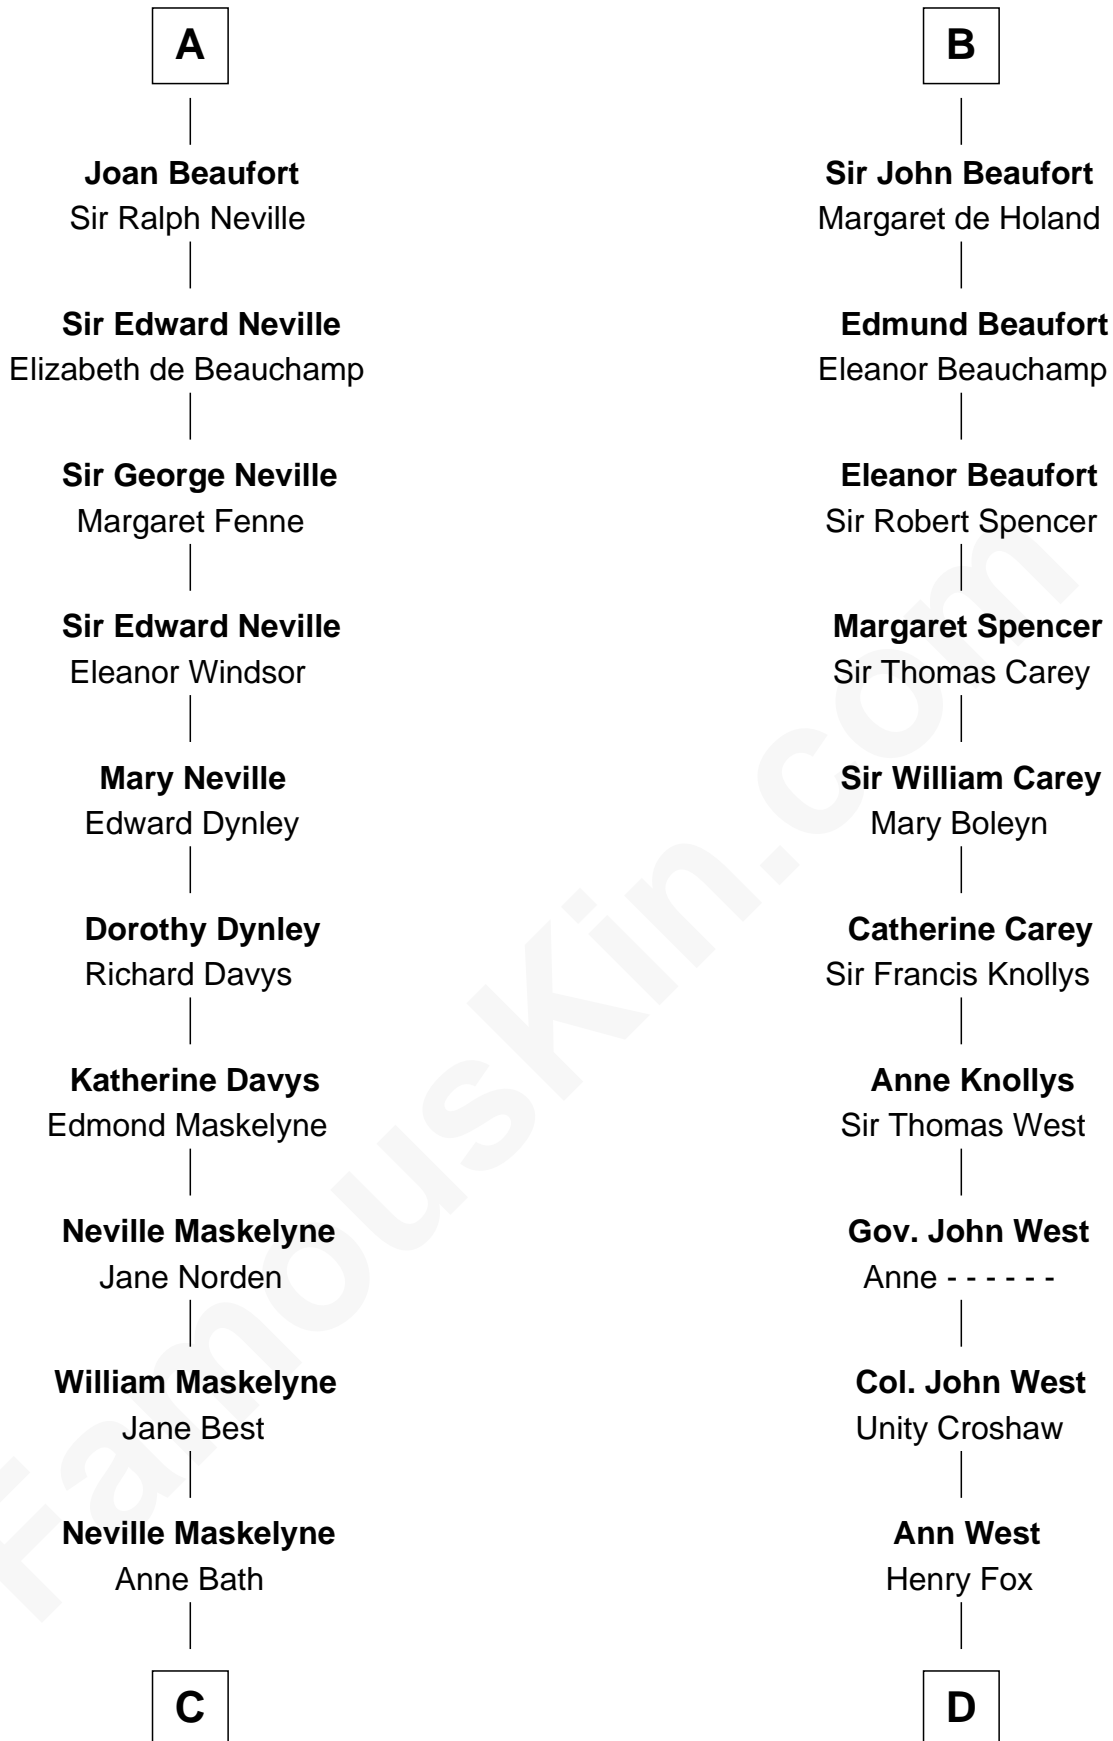 A
Joan Beaufort
Sir Ralph Neville
Sir Edward Neville
Elizabeth de Beauchamp
Sir George Neville
Margaret Fenne
Sir Edward Neville
Eleanor Windsor
Mary Neville
Edward Dynley
Dorothy Dynley
Richard Davys
Katherine Davys
Edmond Maskelyne
Neville Maskelyne
Jane Norden
William Maskelyne
Jane Best
Neville Maskelyne
Anne Bath
C
B
Sir John Beaufort
Margaret de Holand
Edmund Beaufort
Eleanor Beauchamp
Eleanor Beaufort
Sir Robert Spencer
Margaret Spencer
Sir Thomas Carey
Sir William Carey
Mary Boleyn
Catherine Carey
Sir Francis Knollys
Anne Knollys
Sir Thomas West
Gov. John West
Anne - - - - - -
Col. John West
Unity Croshaw
Ann West
Henry Fox
D
FamousKin.com